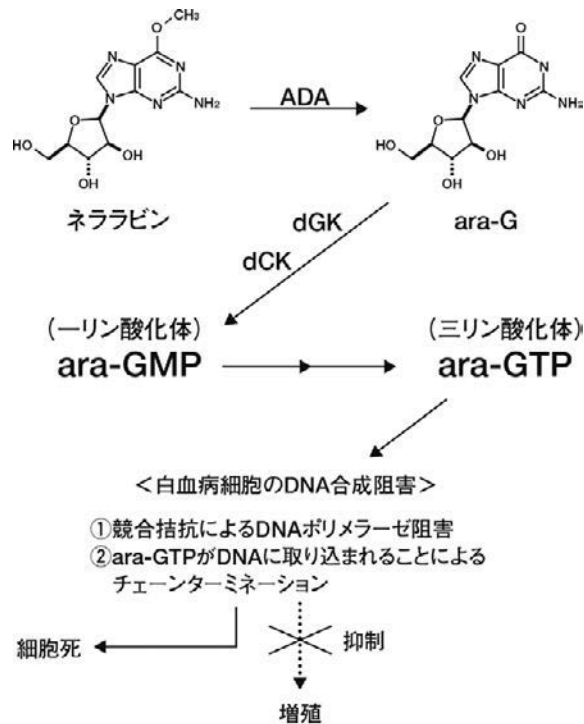 O CH₃
N N
N N NH₂
HO O
OH
OH
ネララビン
ADA
O
N N
N N NH₂
HO O
OH
OH
ara-G
dGK
dCK
(一リン酸化体)
ara-GMP
(三リン酸化体)
ara-GTP
<白血病細胞のDNA合成阻害>
①競合拮抗によるDNAポリメラーゼ阻害
②ara-GTPがDNAに取り込まれることによる
チェーンターミネーション
細胞死
抑制
増殖